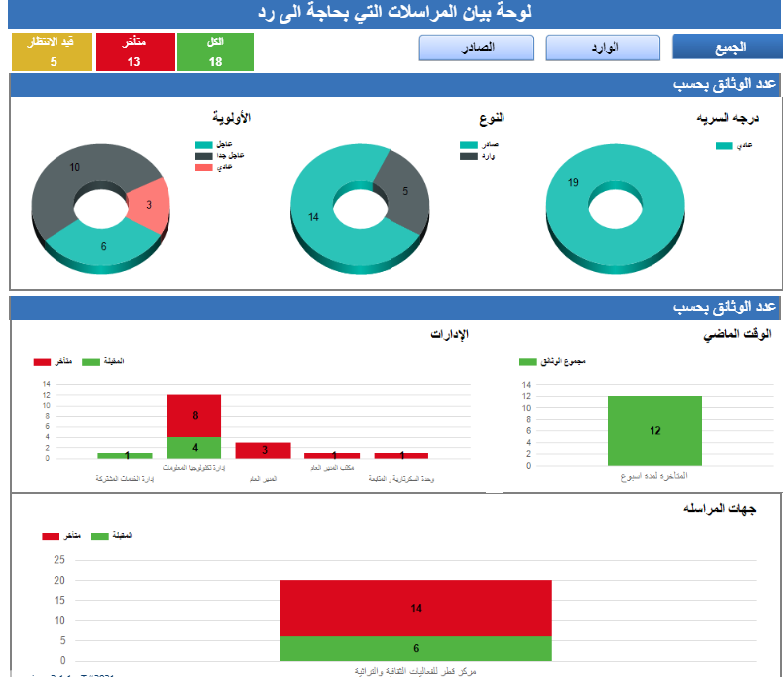 لوحة بيان المراسلات التي بحاجة الى رد
الجميع
الوارد
الصادر
الكل
18
متأخر
13
قيد الانتظار
5
عدد الوثائق بحسب
درجه السريه
عادي
19
النوع
صادر
وارد
5
14
الأولوية
عاجل
عاجل جدا
عادي
10
3
6
عدد الوثائق بحسب
الوقت الماضي
مجموع الوثائق
14
12
10
8
6
4
2
0
12
المتأخرة لمدة اسبوع
الإدارات
المقبلة
متأخر
14
12
10
8
6
4
2
0
1
8
4
3
1
1
إدارة الخدمات المشتركة
إدارة تكنولوجيا المعلومات
المدير العام
مكتب المدير العام
وحدة السكرتارية , المتابعة
جهات المراسله
المقبلة
متأخر
25
20
15
10
5
0
14
6
مركز قطر للفعاليات الثقافة والتراثية